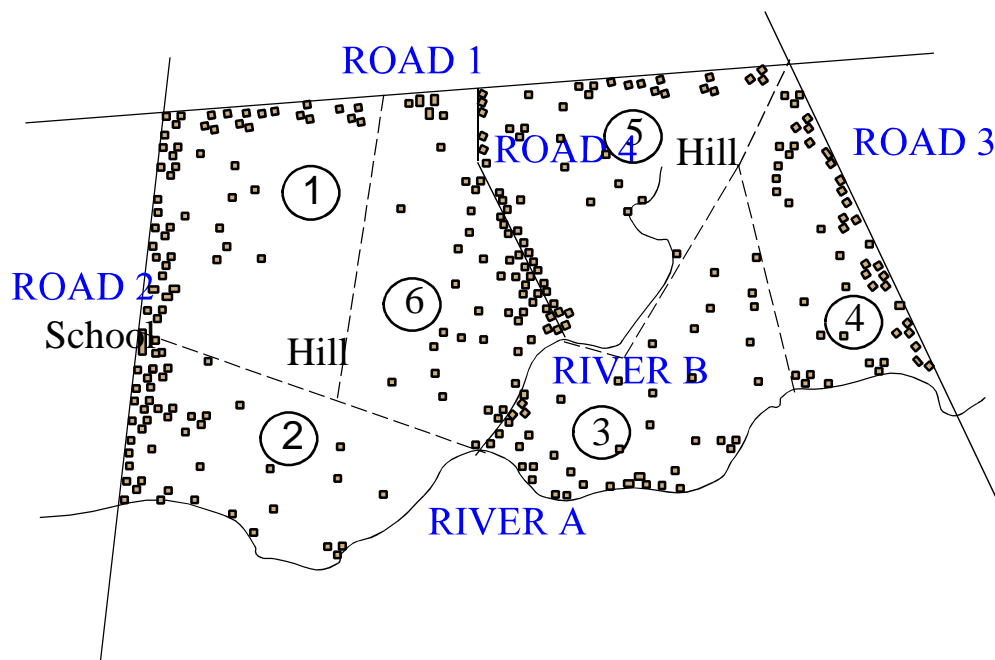 ROAD 1
5
ROAD 4
Hill
ROAD 3
1
ROAD 2
6
School
Hill
4
RIVER B
2
3
RIVER A